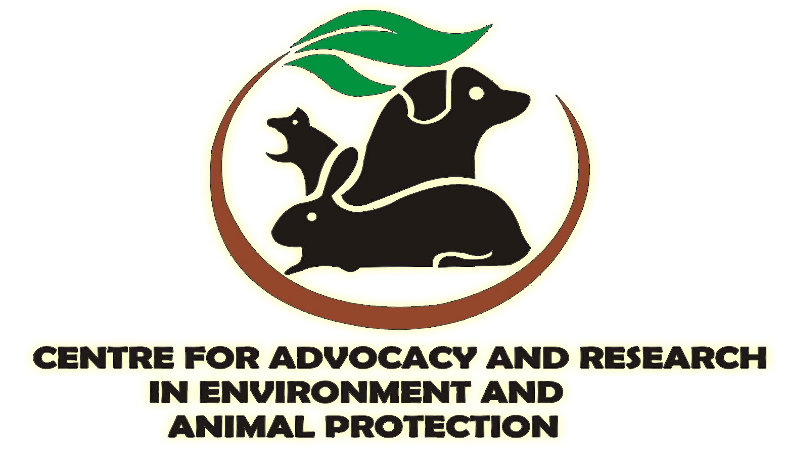 CENTRE FOR ADVOCACY AND RESEARCH
IN ENVIRONMENT AND
ANIMAL PROTECTION